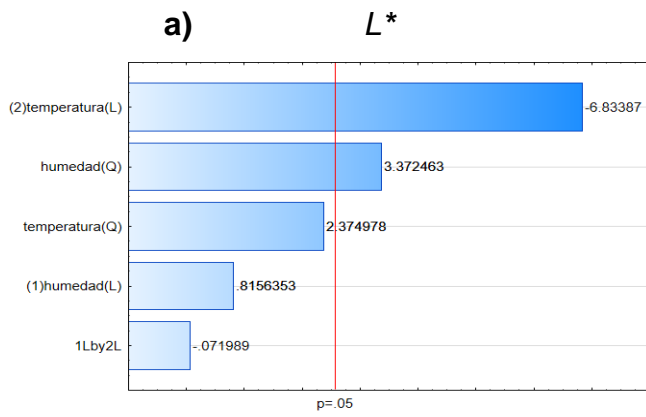 a) L*
(2)temperatura(L) -6.83387
humedad(Q) 3.372463
temperatura(Q) 2.374978
(1)humedad(L) .8156353
1Lby2L -.071989
p=.05